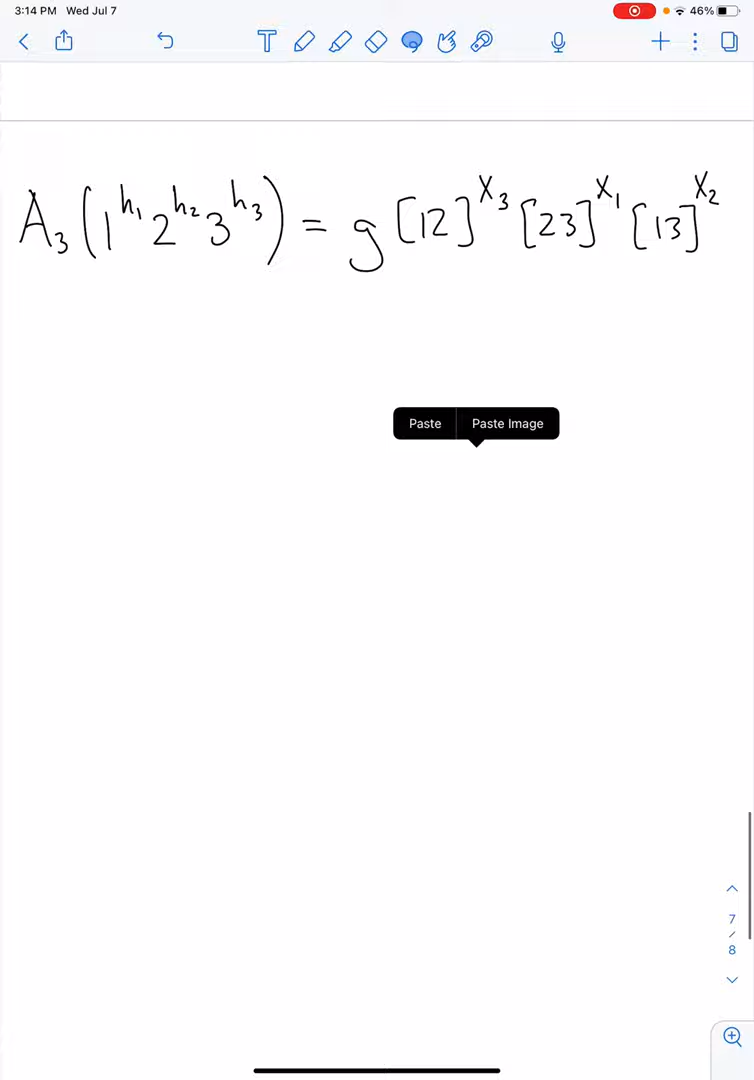 3:14 PM Wed Jul 7 46%
T
A₃(1^h₁ 2^h₂ 3^h₃) = g [12]^X₃ [23]^X₁ [13]^X₂
Paste Paste Image
7
/
8